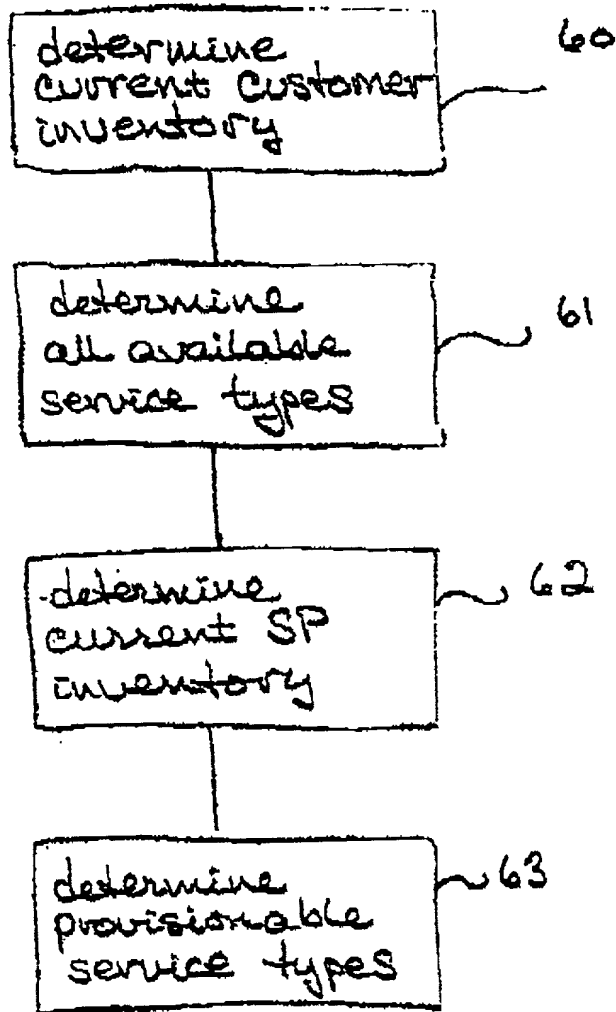 determine
current customer
inventory
60
determine
all available
service types
61
determine
current SP
inventory
62
determine
provisionable
service types
63